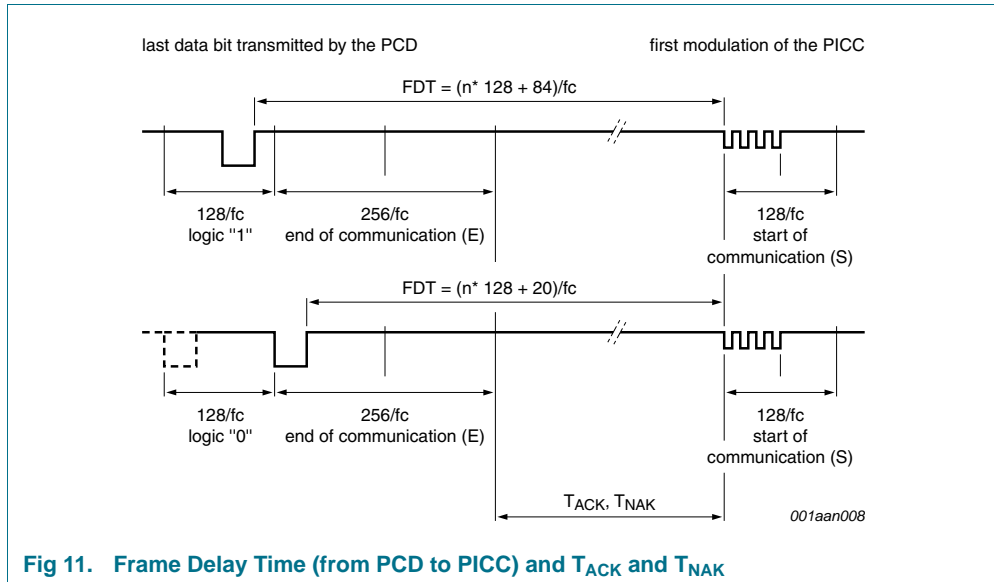 last data bit transmitted by the PCD
first modulation of the PICC
FDT = (n* 128 + 84)/fc
128/fc
logic "1"
256/fc
end of communication (E)
128/fc
start of
communication (S)
FDT = (n* 128 + 20)/fc
128/fc
logic "0"
256/fc
end of communication (E)
128/fc
start of
communication (S)
TACK, TNAK
001aan008
Fig 11. Frame Delay Time (from PCD to PICC) and TACK and TNAK